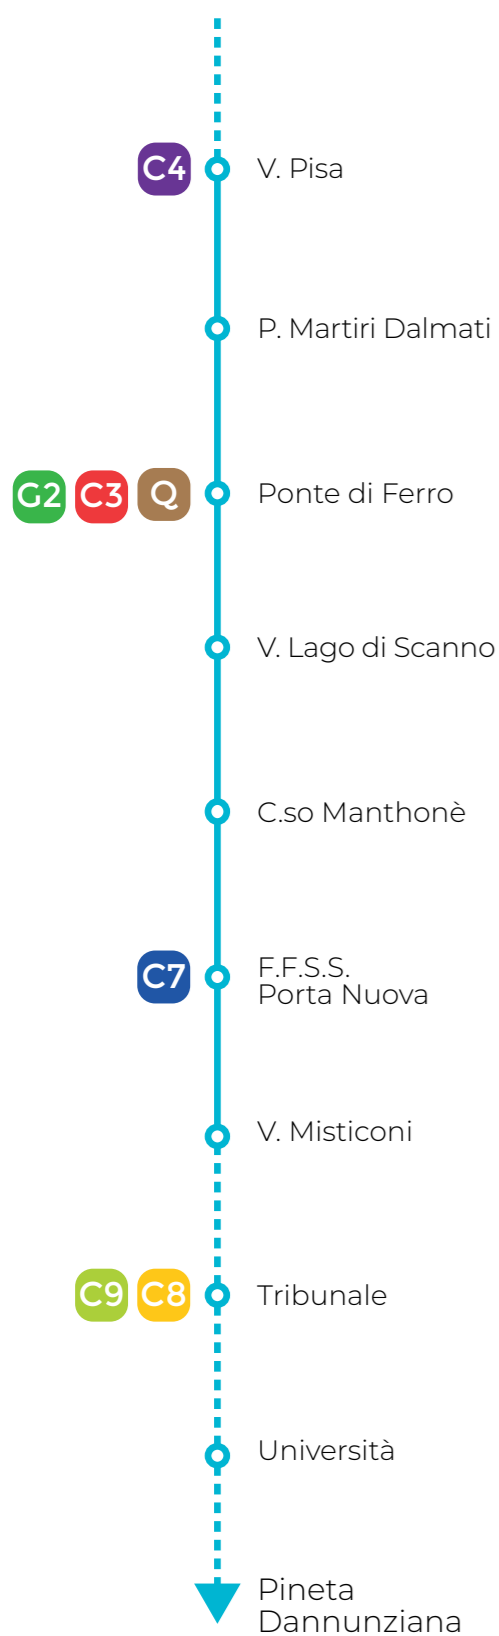 C4 V. Pisa
P. Martiri Dalmati
G2 C3 Q Ponte di Ferro
V. Lago di Scanno
C.so Manthonè
C7 F.F.S.S.
Porta Nuova
V. Misticoni
C9 C8 Tribunale
Università
Pineta
Dannunziana